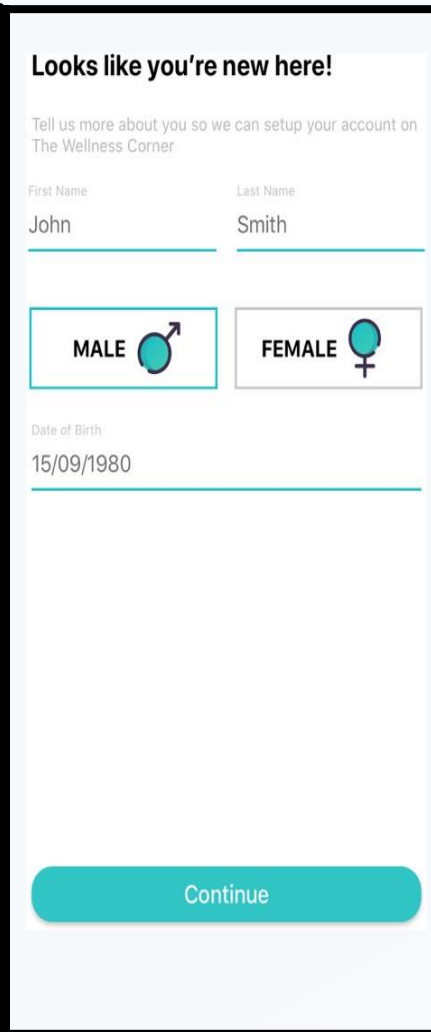 Looks like you’re new here!
Tell us more about you so we can setup your account on
The Wellness Corner
First Name
Last Name
John
Smith
MALE
FEMALE
Date of Birth
15/09/1980
Continue